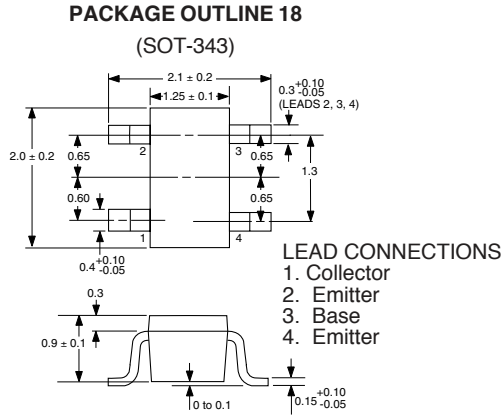 PACKAGE OUTLINE 18
(SOT-343)
2.1 ± 0.2
1.25 ± 0.1
0.3 +0.10 -0.05
(LEADS 2, 3, 4)
2 3
2.0 ± 0.2
0.65
0.65
1.3
0.60
0.65
1 4
0.4 +0.10 -0.05
LEAD CONNECTIONS
1. Collector
2. Emitter
3. Base
4. Emitter
0.3
0.9 ± 0.1
0 to 0.1
0.15 +0.10 -0.05